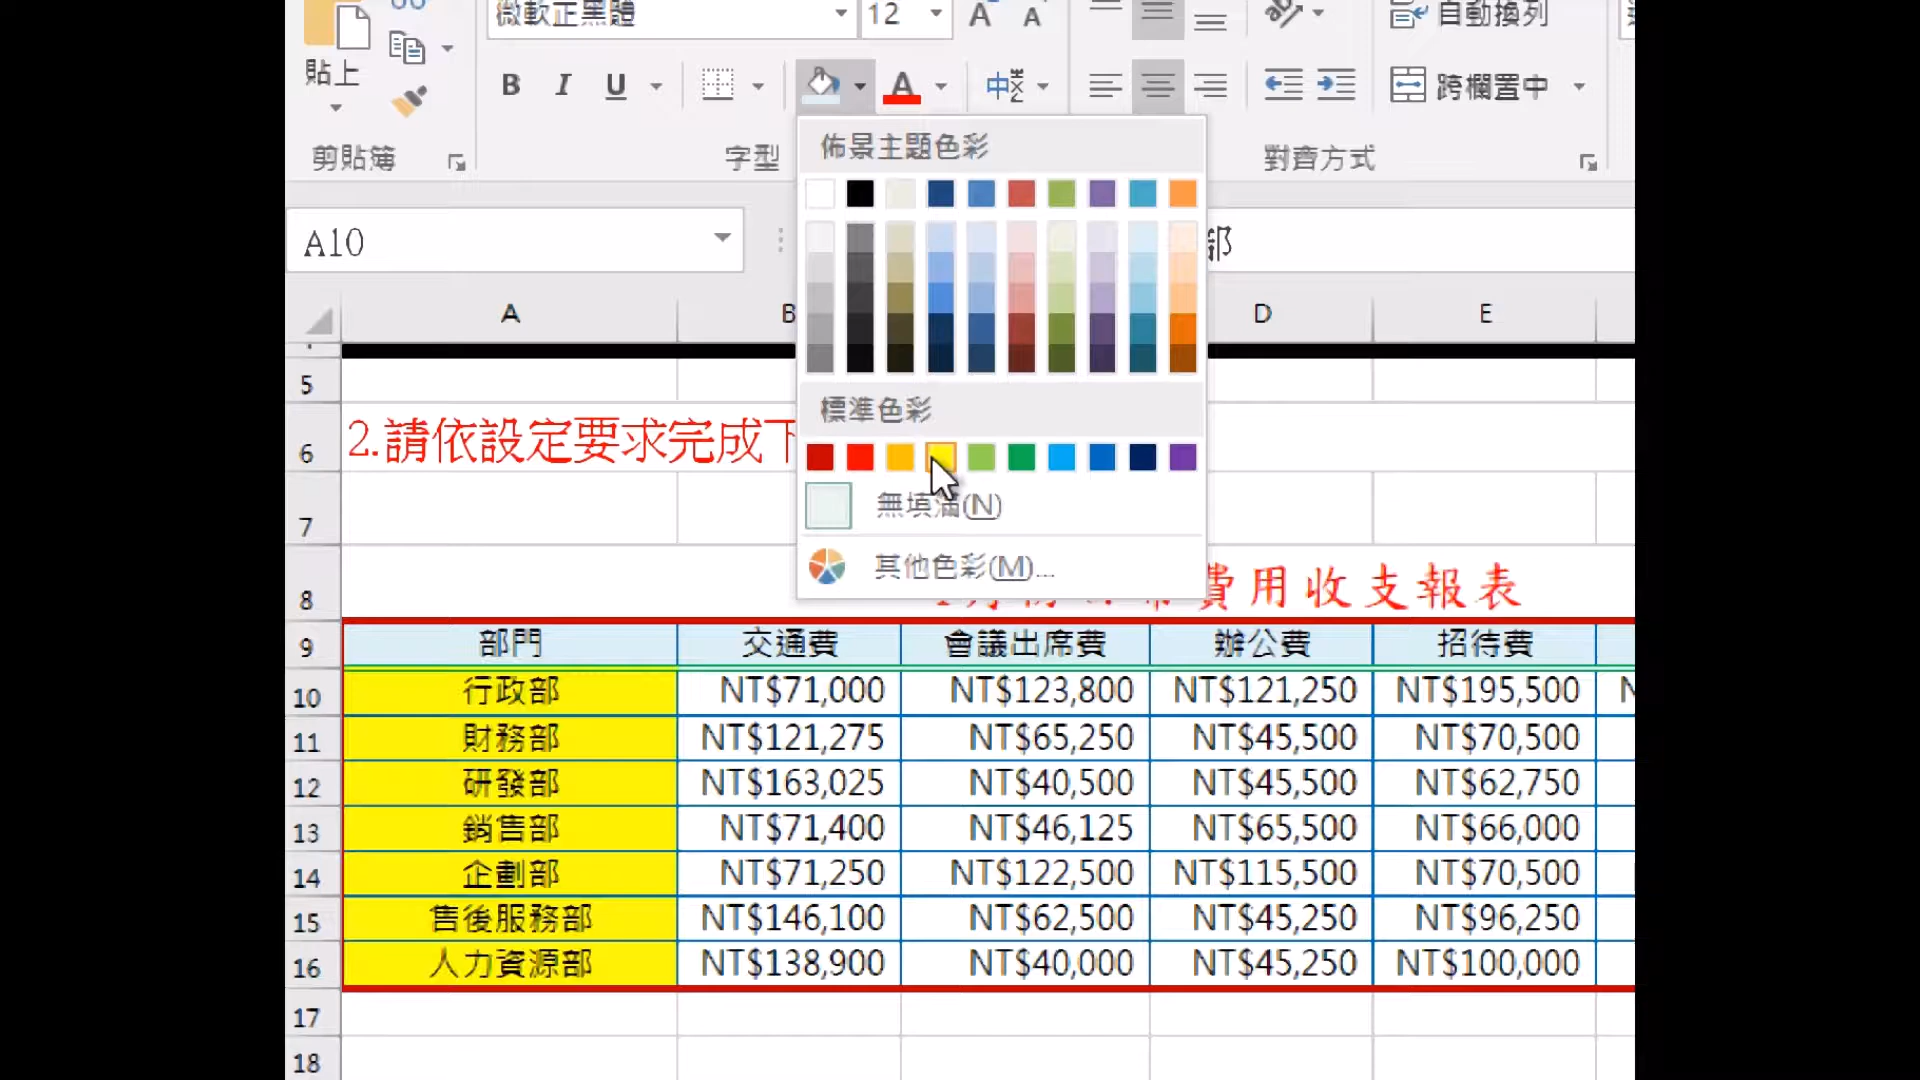 微軟正黑體 12 A A 自動換列
貼上 B I U A 中 跨欄置中
剪貼簿 字型 對齊方式
佈景主題色彩
A10 部
A B D E
標準色彩
無填滿(N)
其他色彩(M)...
5
6 2.請依設定要求完成下
7
8 費用收支報表
9 部門 交通費 會議出席費 辦公費 招待費
10 行政部 NT$71,000 NT$123,800 NT$121,250 NT$195,500 N
11 財務部 NT$121,275 NT$65,250 NT$45,500 NT$70,500
12 研發部 NT$163,025 NT$40,500 NT$45,500 NT$62,750
13 銷售部 NT$71,400 NT$46,125 NT$65,500 NT$66,000
14 企劃部 NT$71,250 NT$122,500 NT$115,500 NT$70,500
15 售後服務部 NT$146,100 NT$62,500 NT$45,250 NT$96,250
16 人力資源部 NT$138,900 NT$40,000 NT$45,250 NT$100,000
17
18